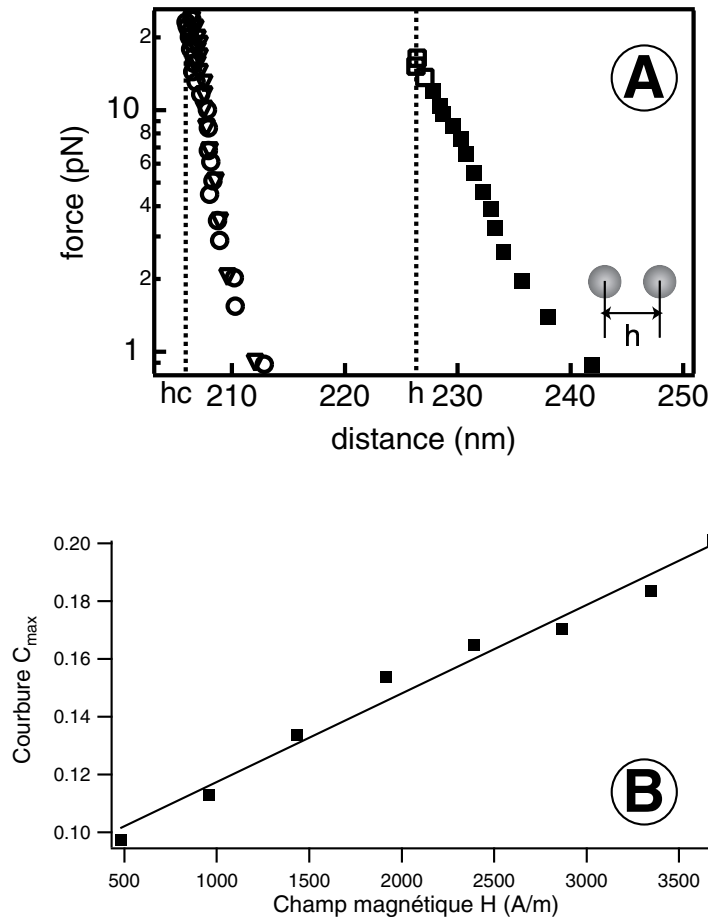 2
10
8
6
4
2
1
force (pN)
A
h
hc 210 220 h 230 240 250
distance (nm)
0.20
0.18
0.16
0.14
0.12
0.10
Courbure Cmax
B
500 1000 1500 2000 2500 3000 3500
Champ magnétique H (A/m)